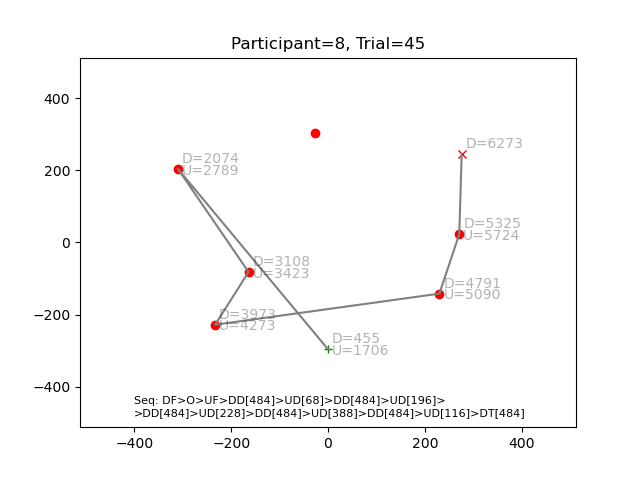 Participant=8, Trial=45
400
200
0
−200
−400
D=6273
D=2074
U=2789
D=5325
U=5724
D=3108
U=3423
D=4791
U=5090
D=3973
U=4273
D=455
U=1706
Seq: DF>O>UF>DD[484]>UD[68]>DD[484]>UD[196]>
>DD[484]>UD[228]>DD[484]>UD[388]>DD[484]>UD[116]>DT[484]
−400 −200 0 200 400